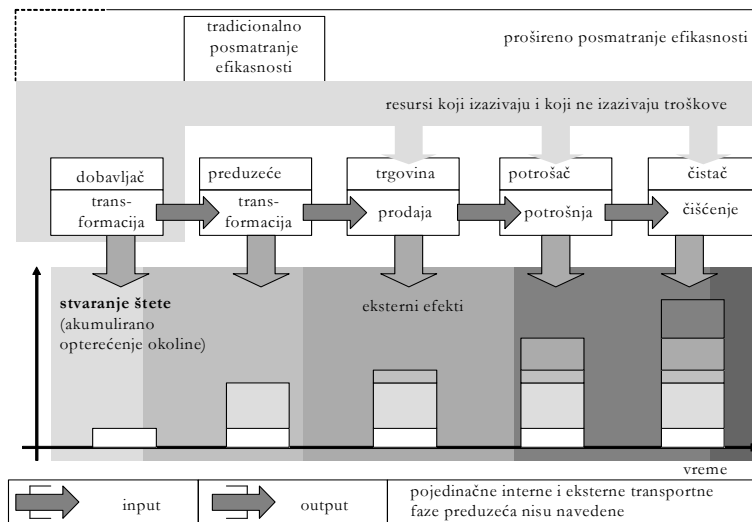 tradicionalno
posmatranje
efikasnosti
prošireno posmatranje efikasnosti
resursi koji izazivaju i koji ne izazivaju troškove
dobavljač
preduzeće
trgovina
potrošač
čistač
trans-
formacija
trans-
formacija
prodaja
potrošnja
čišćenje
stvaranje štete
(akumulirano
opterećenje okoline)
eksterni efekti
vreme
input
output
pojedinačne interne i eksterne transportne
faze preduzeća nisu navedene